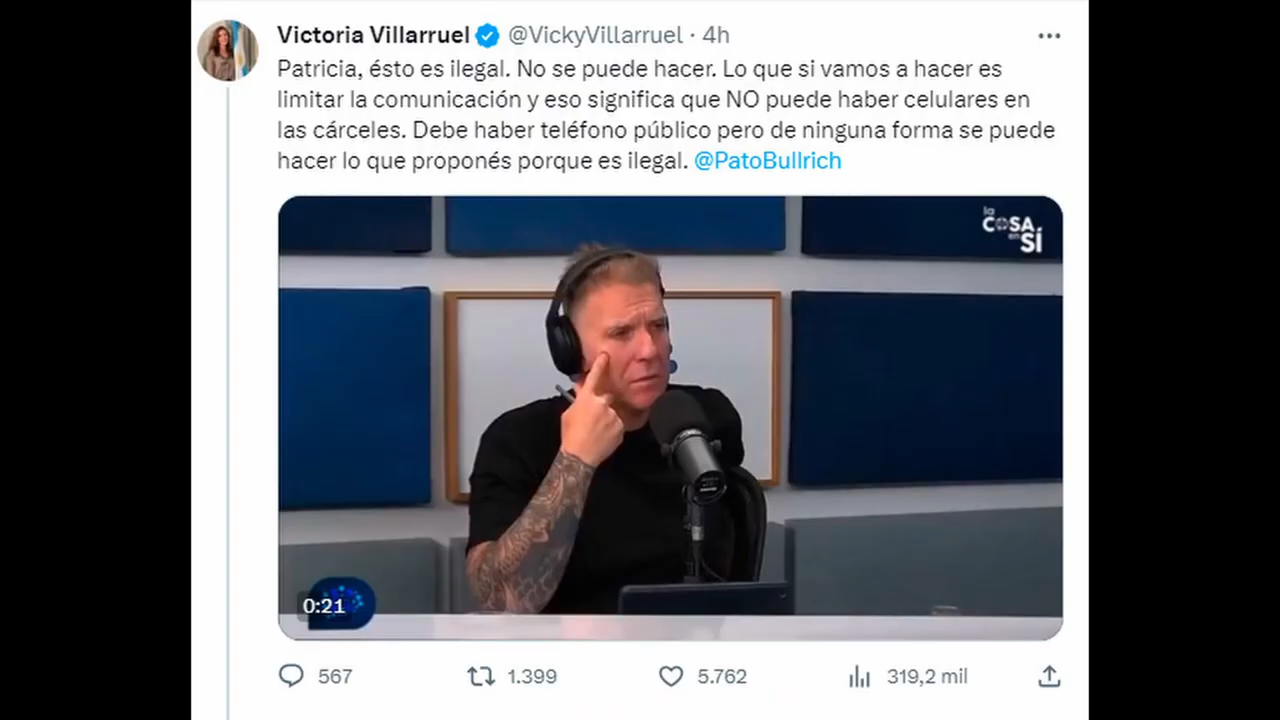 Victoria Villarruel @VickyVillarruel · 4h
Patricia, ésto es ilegal. No se puede hacer. Lo que si vamos a hacer es
limitar la comunicación y eso significa que NO puede haber celulares en
las cárceles. Debe haber teléfono público pero de ninguna forma se puede
hacer lo que proponés porque es ilegal. @PatoBullrich
la
COSA
en
SÍ
0:21
567 1.399 5.762 319,2 mil